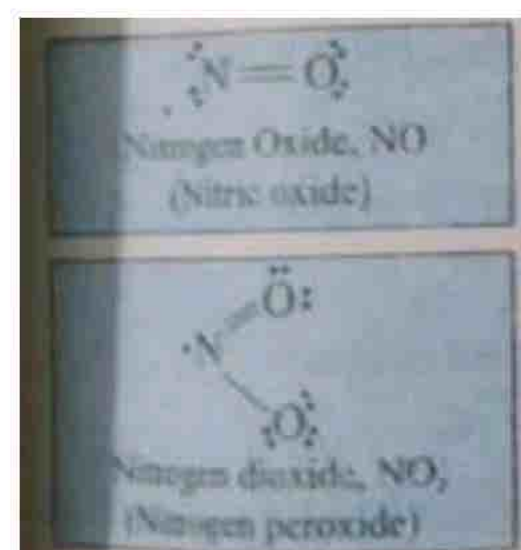 N=O
Nitrogen Oxide, NO
(Nitric oxide)
O
N
O
Nitrogen dioxide, NO₂
(Nitrogen peroxide)